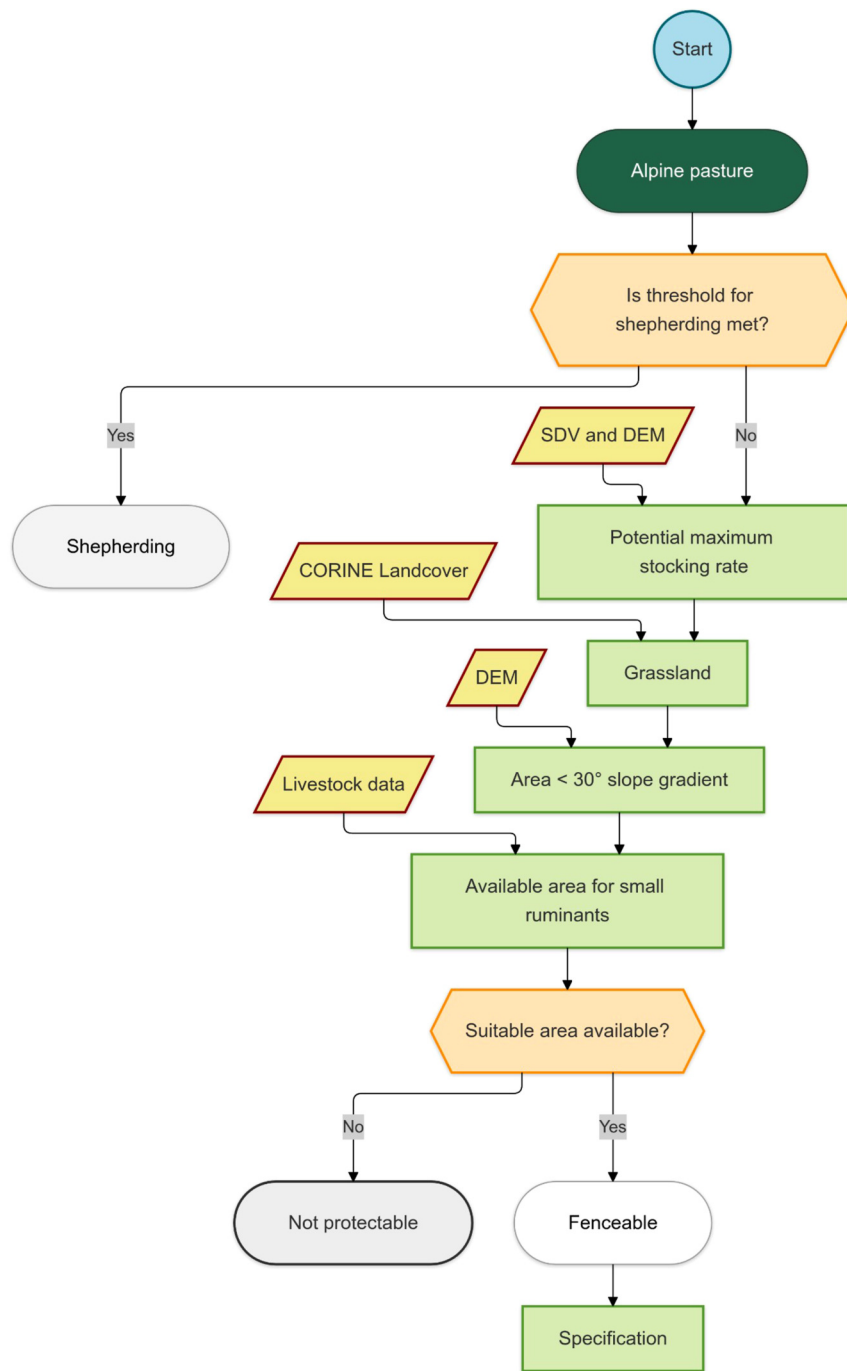 Start
Alpine pasture
Is threshold for
shepherding met?
Yes
SDV and DEM
No
Shepherding
Potential maximum
stocking rate
CORINE Landcover
Grassland
DEM
Area < 30° slope gradient
Livestock data
Available area for small
ruminants
Suitable area available?
No
Yes
Not protectable
Fenceable
Specification